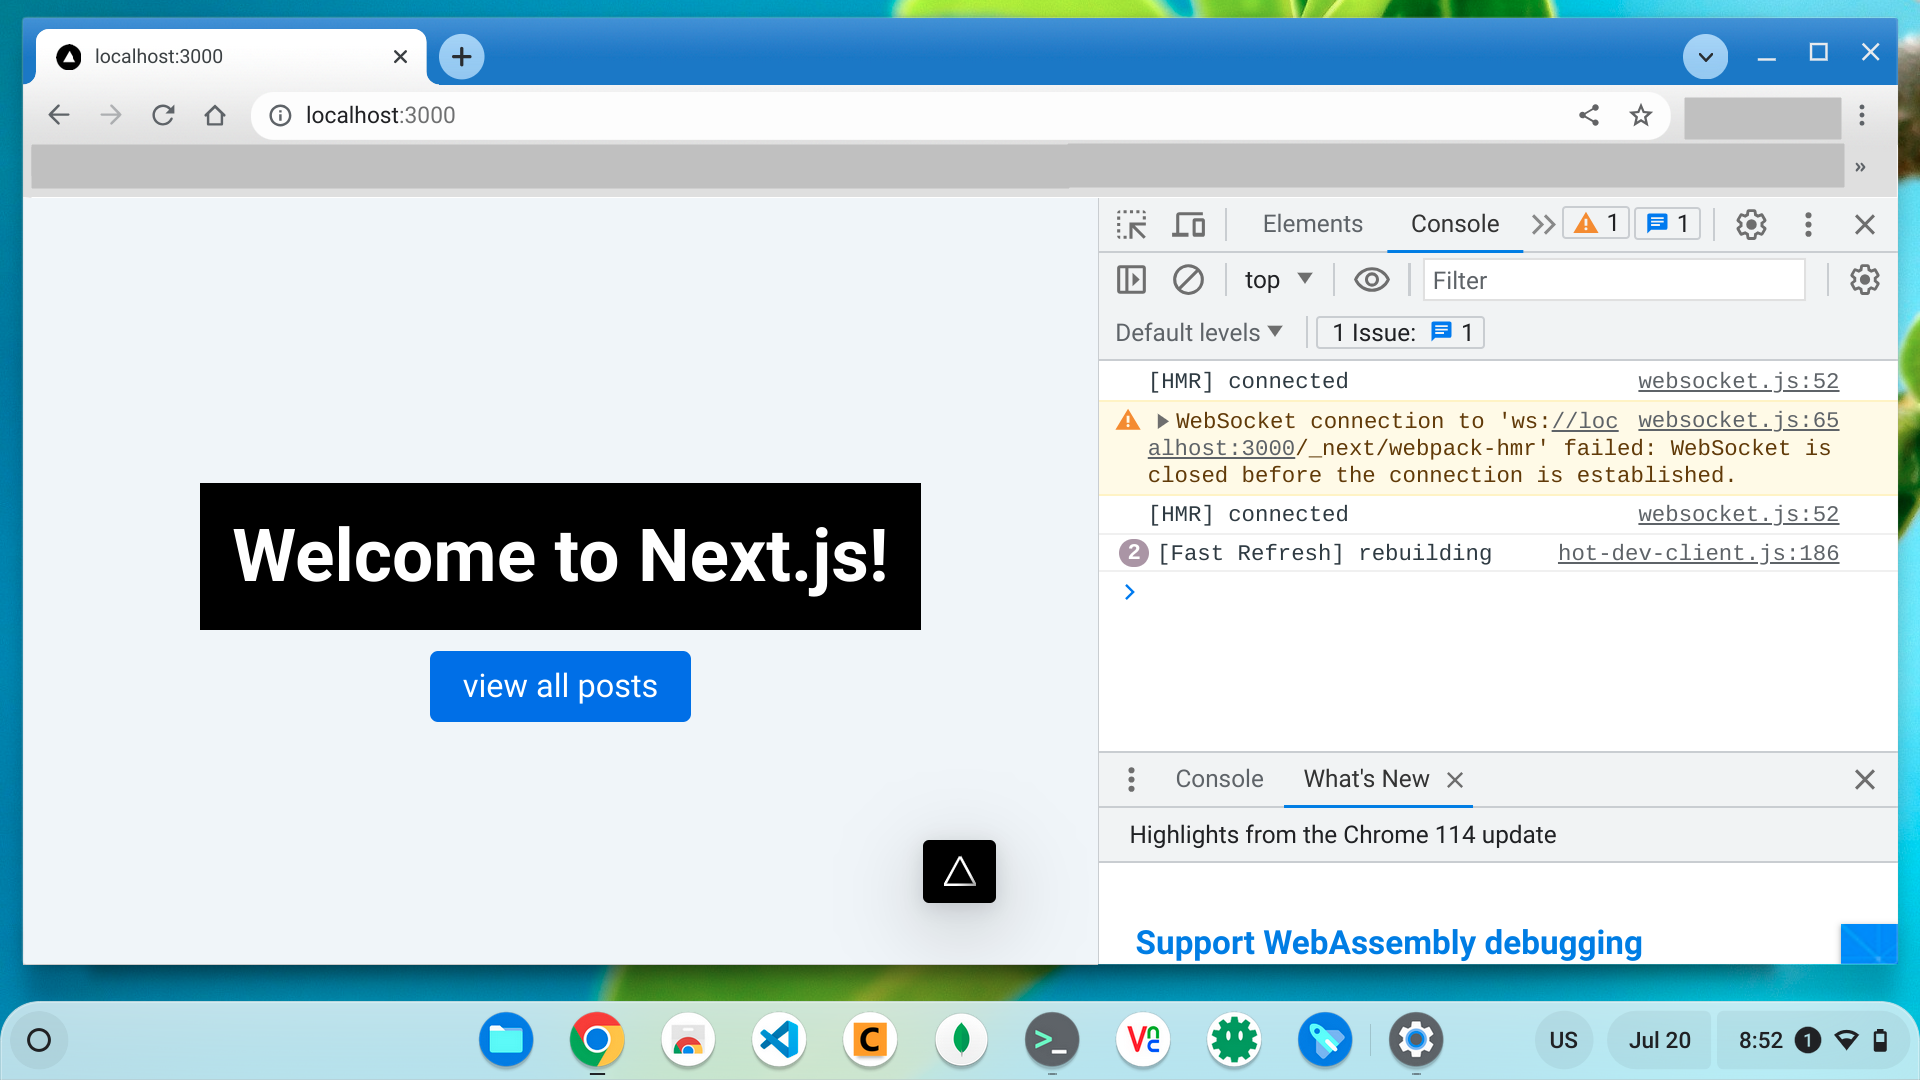 localhost:3000
localhost:3000
»
Elements
Console
1
1
top
Filter
Default levels
1 Issue:
1
[HMR] connected
websocket.js:52
WebSocket connection to 'ws://loc
websocket.js:65
alhost:3000/_next/webpack-hmr' failed: WebSocket is
closed before the connection is established.
[HMR] connected
websocket.js:52
2
[Fast Refresh] rebuilding
hot-dev-client.js:186
Welcome to Next.js!
view all posts
Console
What's New
Highlights from the Chrome 114 update
Support WebAssembly debugging
C
Vnc
US
Jul 20
8:52
1